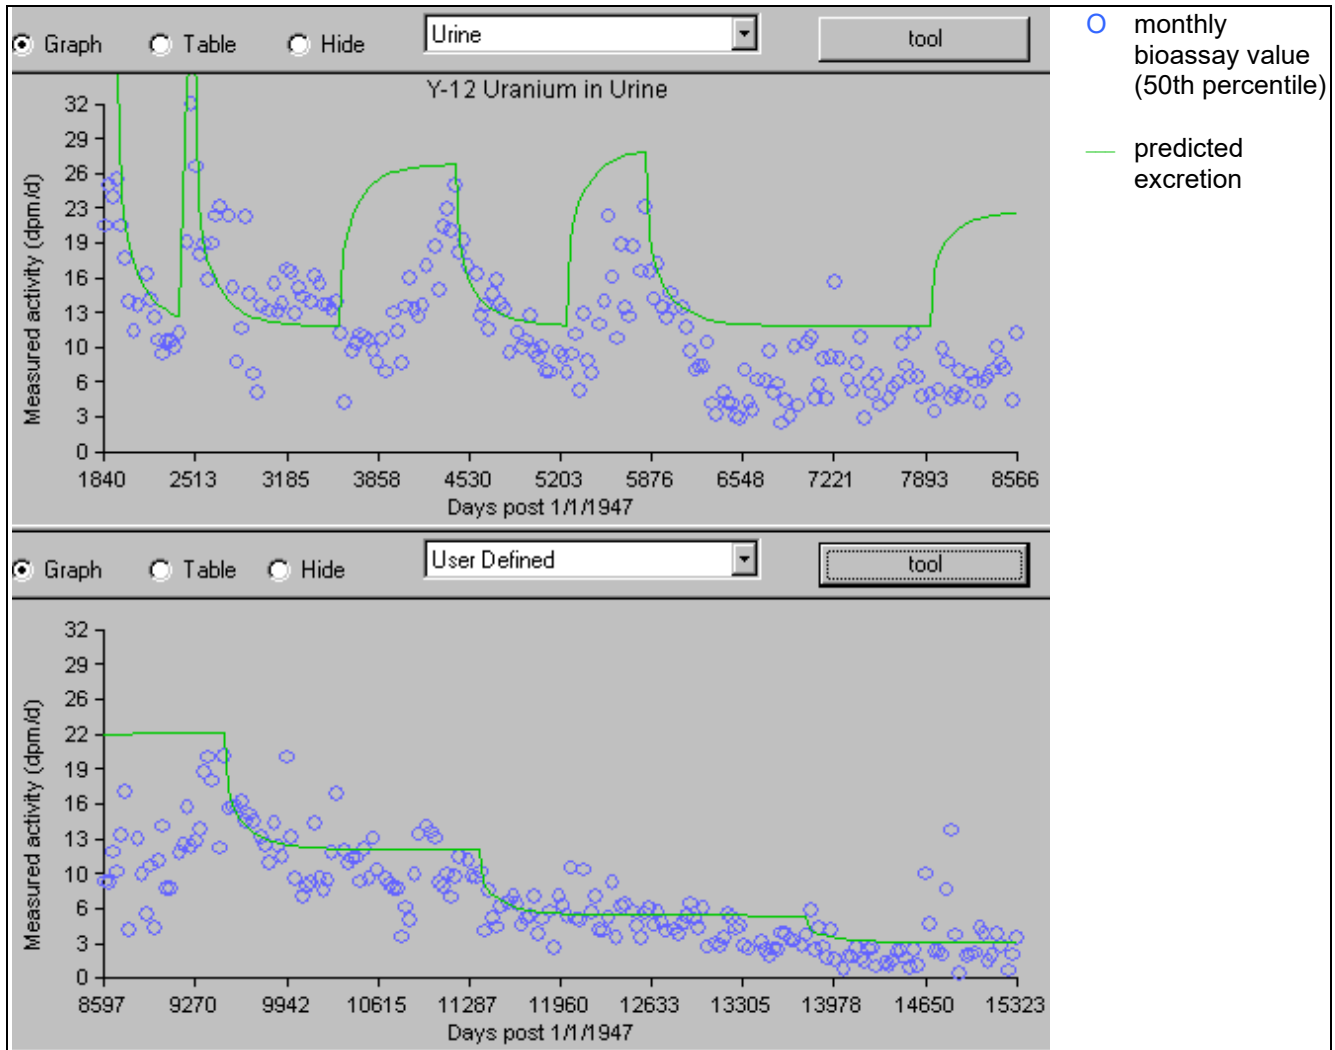 Graph Table Hide Urine tool
Y-12 Uranium in Urine
Measured activity (dpm/d)
32
29
26
23
19
16
13
10
6
3
0
1840 2513 3185 3858 4530 5203 5876 6548 7221 7893 8566
Days post 1/1/1947
Graph Table Hide User Defined tool
Measured activity (dpm/d)
32
29
26
22
19
16
13
10
6
3
0
8597 9270 9942 10615 11287 11960 12633 13305 13978 14650 15323
Days post 1/1/1947
monthly
bioassay value
(50th percentile)
predicted
excretion